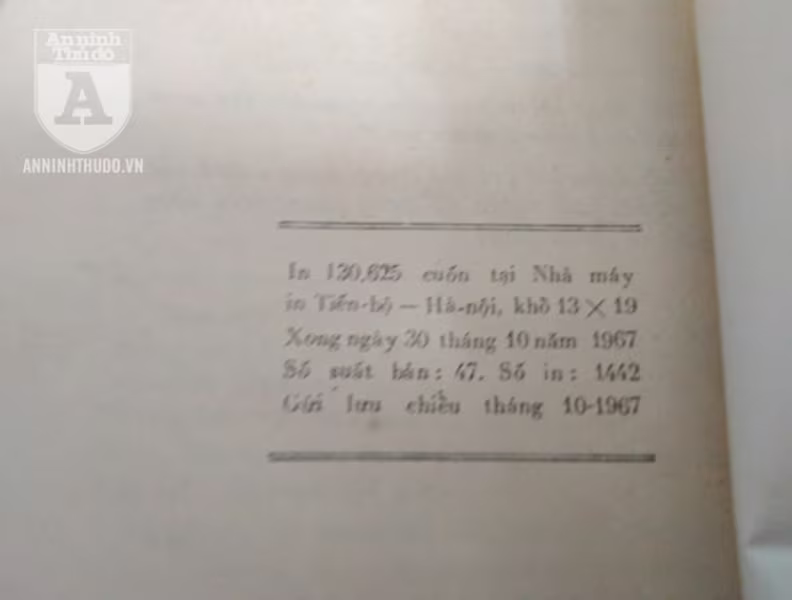 An ninh
Thủ đô
A
ANNINHTHUDO.VN
In 130.625 cuốn tại Nhà máy
in Tiến-bộ — Hà-nội, khổ 13 × 19
Xong ngày 30 tháng 10 năm 1967
Số suất bản: 47. Số in: 1442
Gửi lưu chiểu tháng 10-1967